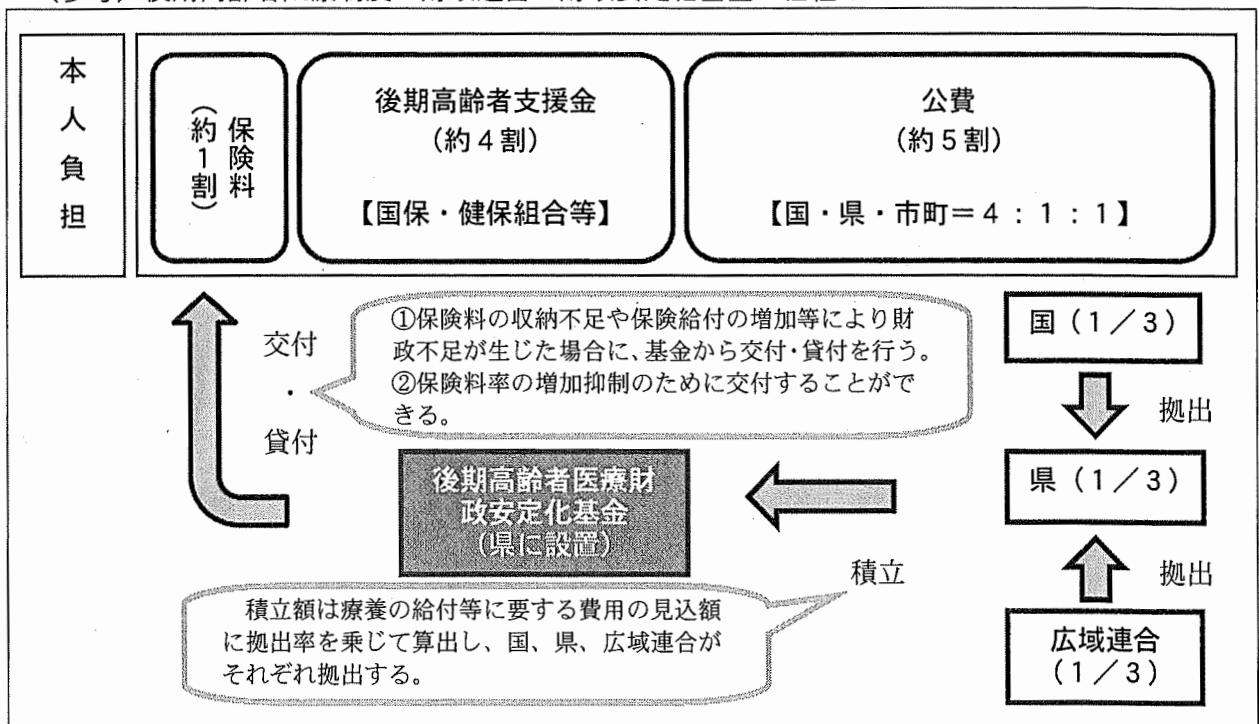 本人負担
保険料
（約1割）
後期高齢者支援金
（約４割）
【国保・健保組合等】
公費
（約５割）
【国・県・市町＝４：１：１】
交付
・
貸付
①保険料の収納不足や保険給付の増加等により財
政不足が生じた場合に、基金から交付・貸付を行う。
②保険料率の増加抑制のために交付することがで
きる。
国（１／３）
拠出
県（１／３）
後期高齢者医療財
政安定化基金
（県に設置）
積立
拠出
積立額は療養の給付等に要する費用の見込額
に拠出率を乗じて算出し、国、県、広域連合が
それぞれ拠出する。
広域連合
（１／３）